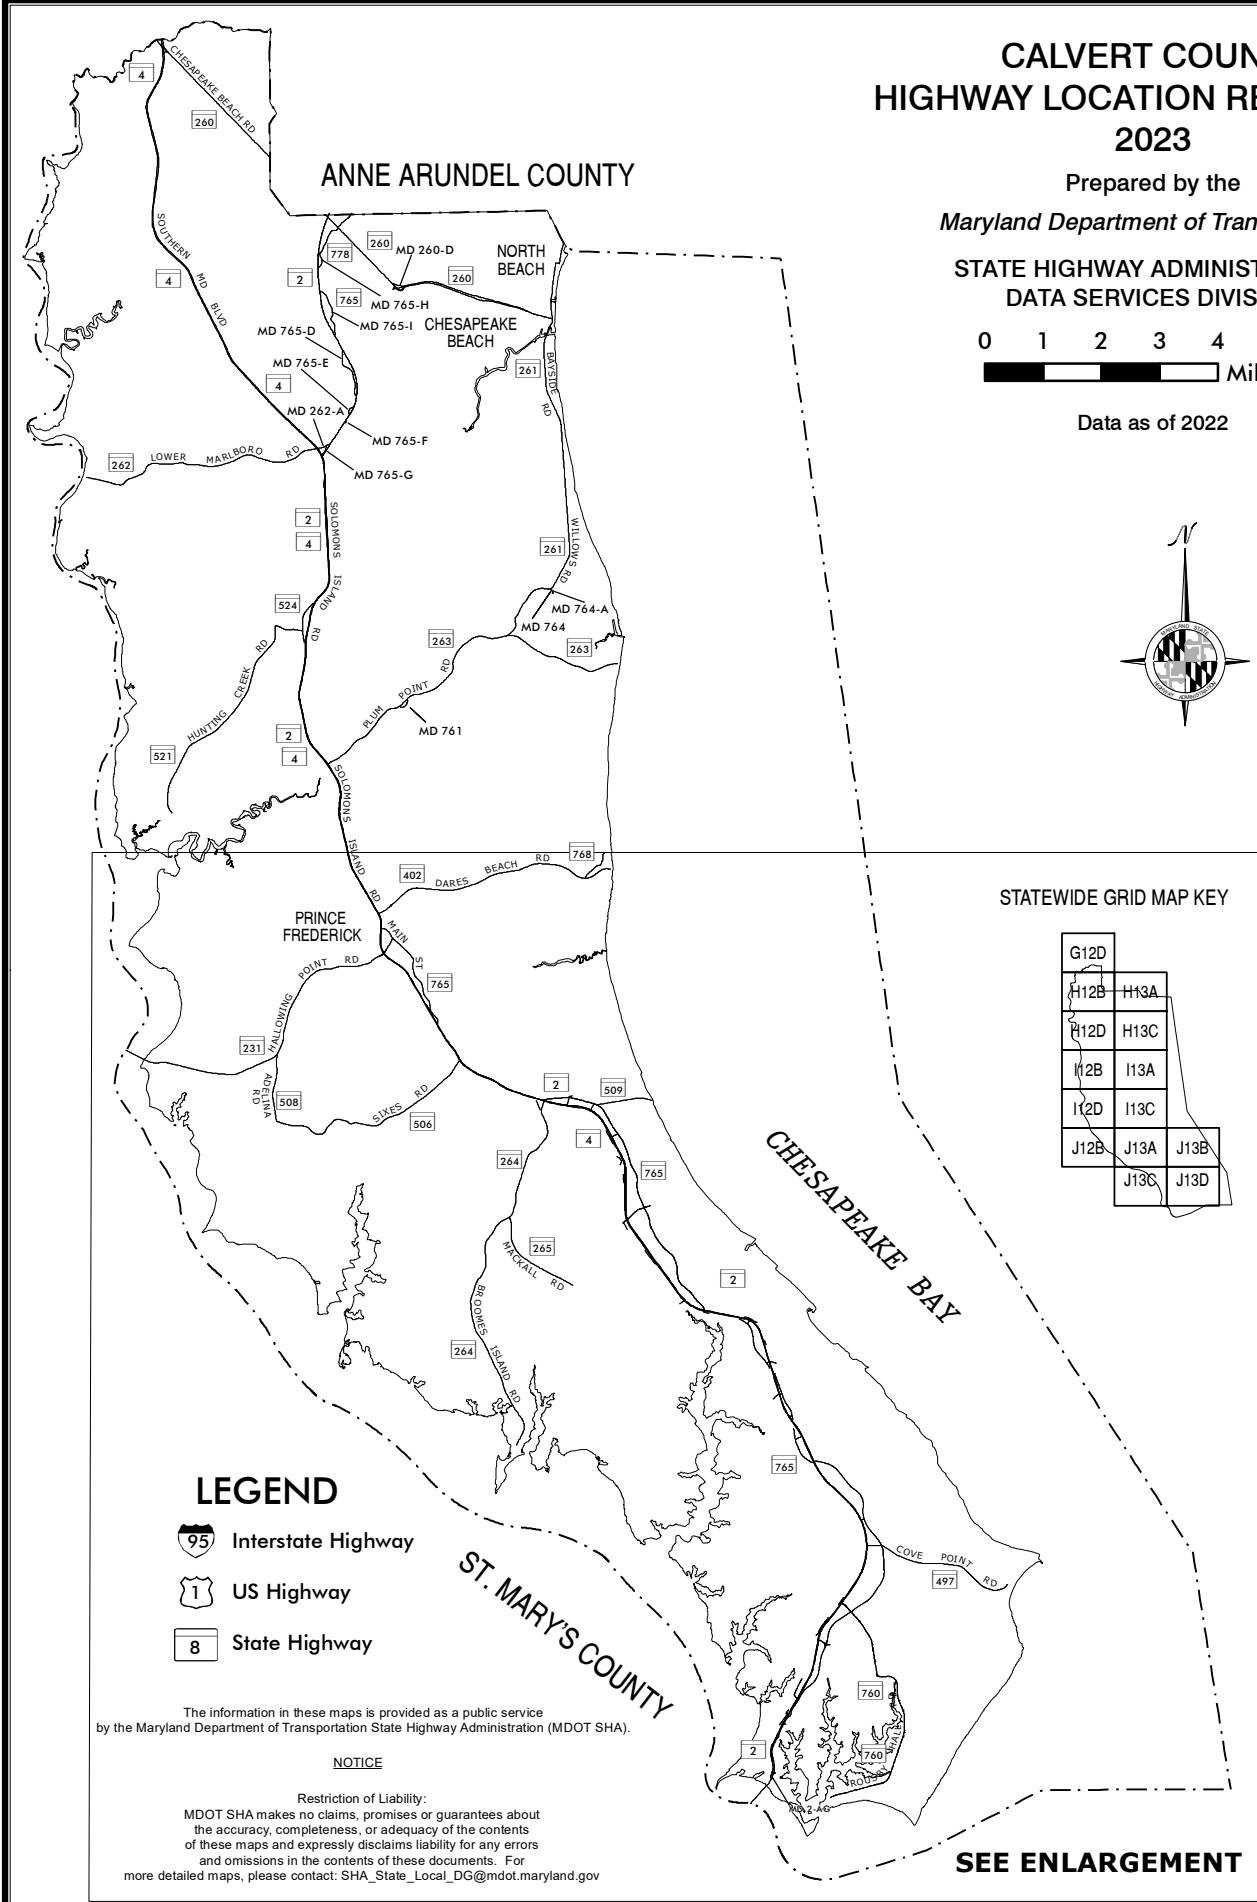 CALVERT COUN
HIGHWAY LOCATION RE
2023
Prepared by the
Maryland Department of Tran
STATE HIGHWAY ADMINIST
DATA SERVICES DIVIS
0 1 2 3 4
Mil
Data as of 2022
N
MARYLAND STATE
HIGHWAY ADMINISTRATION
ANNE ARUNDEL COUNTY
4
CHESAPEAKE BEACH RD
260
SOUTHERN MD BLVD
4
778
260
MD 260-D
260
NORTH
BEACH
2
765
MD 765-H
MD 765-I
CHESAPEAKE
BEACH
MD 765-D
MD 765-E
261
BAYSIDE RD
4
MD 262-A
MD 765-F
262
LOWER MARLBORO RD
MD 765-G
2
4
SOLOMONS ISLAND RD
261
WILLOWS RD
524
MD 764-A
MD 764
263
263
HUNTING CREEK RD
PLUM POINT RD
MD 761
521
2
4
SOLOMONS ISLAND RD
768
402
DARES BEACH RD
PRINCE
FREDERICK
MAIN ST
765
HALLOWING POINT RD
231
ADELINA RD
508
SIXES RD
506
2
509
4
264
765
265
MACKALL RD
2
BROOMES ISLAND RD
264
CHESAPEAKE BAY
765
COVE POINT RD
497
760
760
ROUSBY HALL
2
MD 2-AG
ST. MARY'S COUNTY
STATEWIDE GRID MAP KEY
G12D
H12B H13A
H12D H13C
I12B I13A
I12D I13C
J12B J13A J13B
J13C J13D
LEGEND
95 Interstate Highway
1 US Highway
8 State Highway
The information in these maps is provided as a public service
by the Maryland Department of Transportation State Highway Administration (MDOT SHA).
NOTICE
Restriction of Liability:
MDOT SHA makes no claims, promises or guarantees about
the accuracy, completeness, or adequacy of the contents
of these maps and expressly disclaims liability for any errors
and omissions in the contents of these documents. For
more detailed maps, please contact: SHA_State_Local_DG@mdot.maryland.gov
SEE ENLARGEMENT